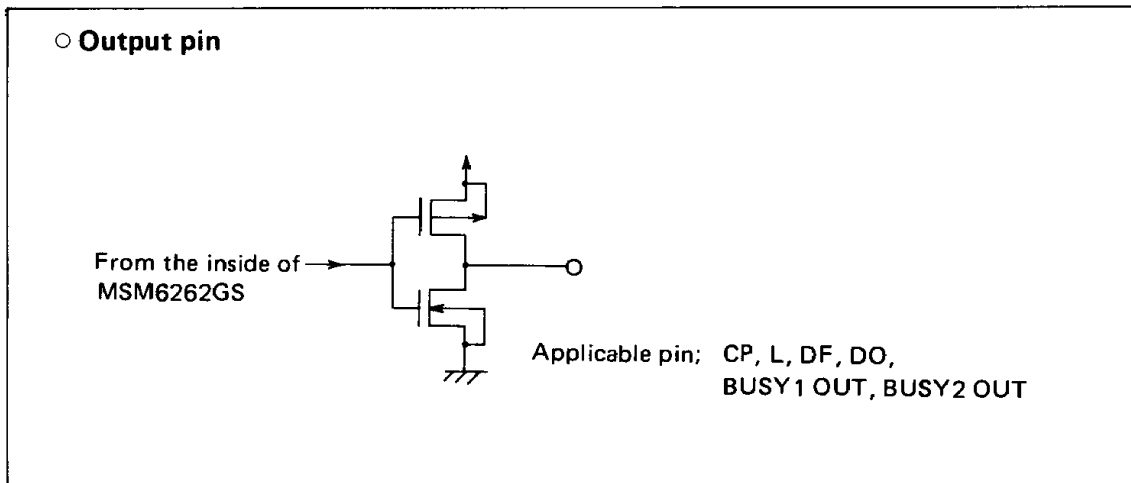 ○ Output pin
From the inside of
MSM6262GS
Applicable pin; CP, L, DF, DO,
BUSY1 OUT, BUSY2 OUT